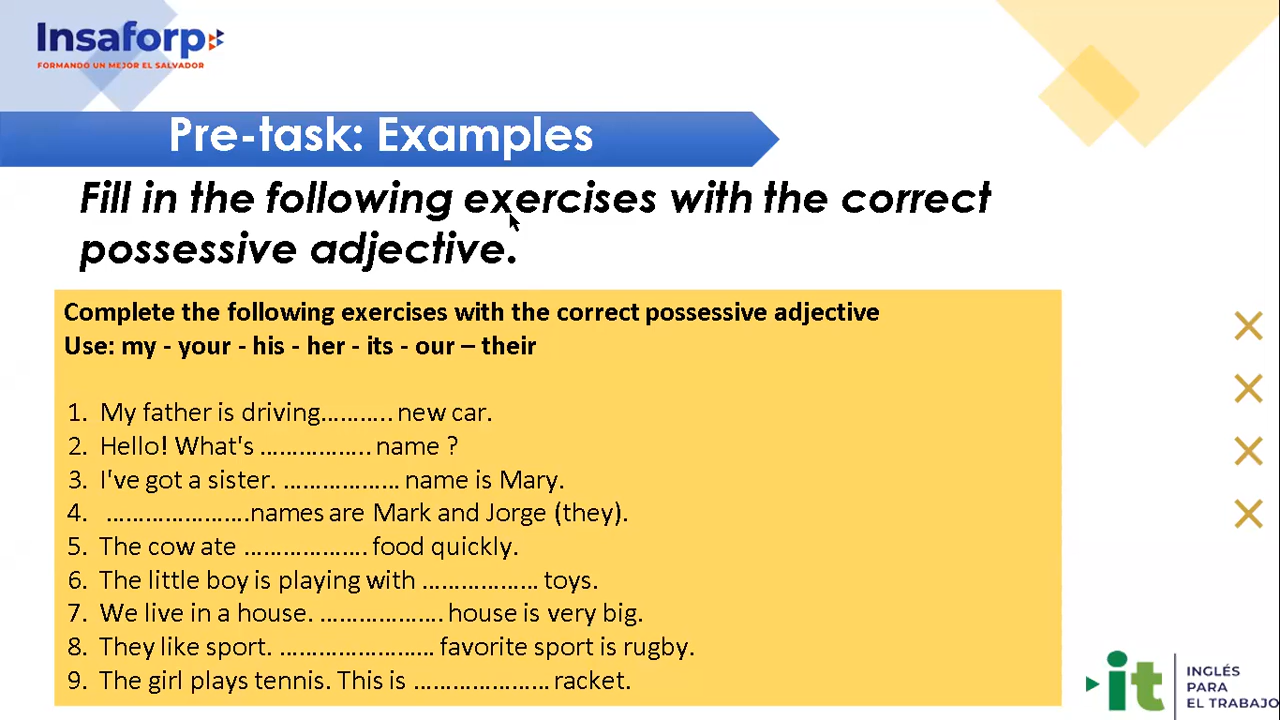 Insaforp
FORMANDO UN MEJOR EL SALVADOR
Pre-task: Examples
Fill in the following exercises with the correct
possessive adjective.
Complete the following exercises with the correct possessive adjective
Use: my - your - his - her - its - our – their
1. My father is driving........... new car.
2. Hello! What's ................. name ?
3. I've got a sister. .................. name is Mary.
4. ......................names are Mark and Jorge (they).
5. The cow ate ................... food quickly.
6. The little boy is playing with .................. toys.
7. We live in a house. ................... house is very big.
8. They like sport. ........................ favorite sport is rugby.
9. The girl plays tennis. This is ..................... racket.
it
INGLÉS
PARA
EL TRABAJO